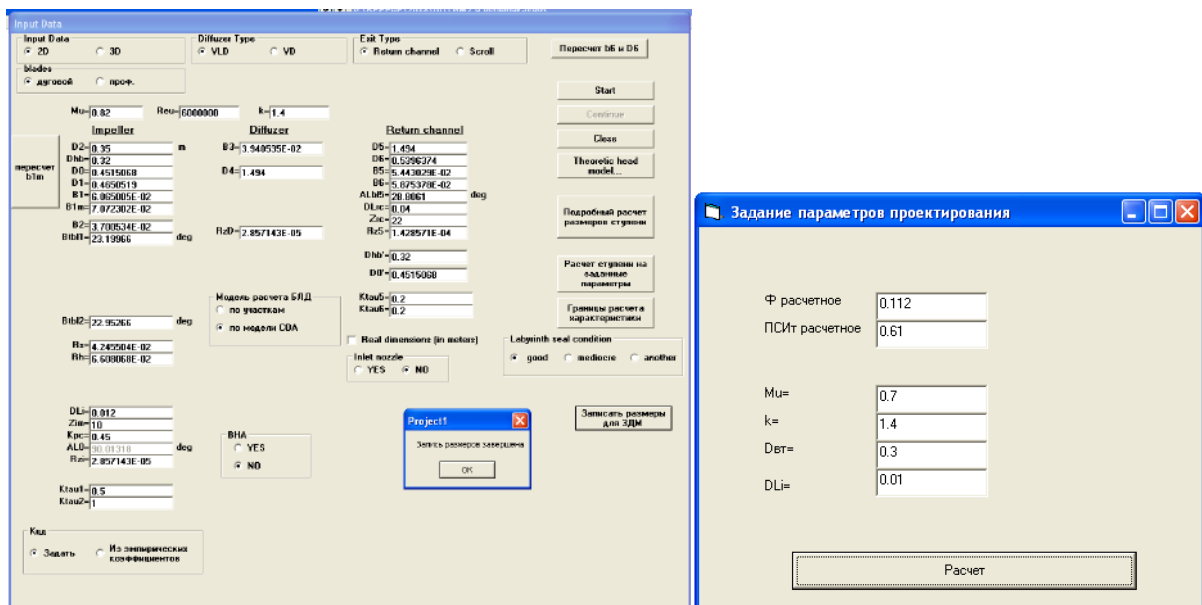 Input Data
Input Data
2D 3D
Diffuzer Type
VLD VD
Exit Type
Return channel Scroll
Пересчет b6 и D6
blades
дуговой проф.
Start
Continue
Close
Theoretic head model...
Подробный расчет размеров ступени
Расчет ступени на заданные параметры
Границы расчета характеристики
Mu= 0.82 Reu= 6000000 k= 1.4
пересчет b1m
Impeller
D2= 0.35 m
Dhb= 0.32
D0= 0.4515068
D1= 0.4650519
B1= 6.065005E-02
B1m= 7.072302E-02
B2= 3.700534E-02
Btbl1= 23.19966 deg
Btbl2= 22.95266 deg
Rs= 4.245504E-02
Rh= 6.608068E-02
DLi= 0.012
Zim= 10
Kpc= 0.45
AL0= 90.01318 deg
Rzi= 2.857143E-05
Ktau1= 0.5
Ktau2= 1
Diffuzer
B3= 3.940535E-02
D4= 1.494
RzD= 2.857143E-05
Модель расчета БЛД
по участкам
по модели CDA
ВНА
YES
NO
Return channel
D5= 1.494
D6= 0.5396374
B5= 5.443029E-02
B6= 5.875378E-02
ALbl5= 28.8061 deg
DLrc= 0.04
Zrc= 22
Rz5= 1.428571E-04
Dhb'= 0.32
D0'= 0.4515068
Ktau5= 0.2
Ktau6= 0.2
Real dimensions (in meters)
Inlet nozzle
YES NO
Labyrinth seal condition
good mediocre another
Project1
Запись размеров завершена
OK
Записать размеры для 3ДМ
Задать Из эмпирических коэффициентов
Задание параметров проектирования
Ф расчетное 0.112
ПСИт расчетное 0.61
Mu= 0.7
k= 1.4
Dвт= 0.3
DLi= 0.01
Расчет